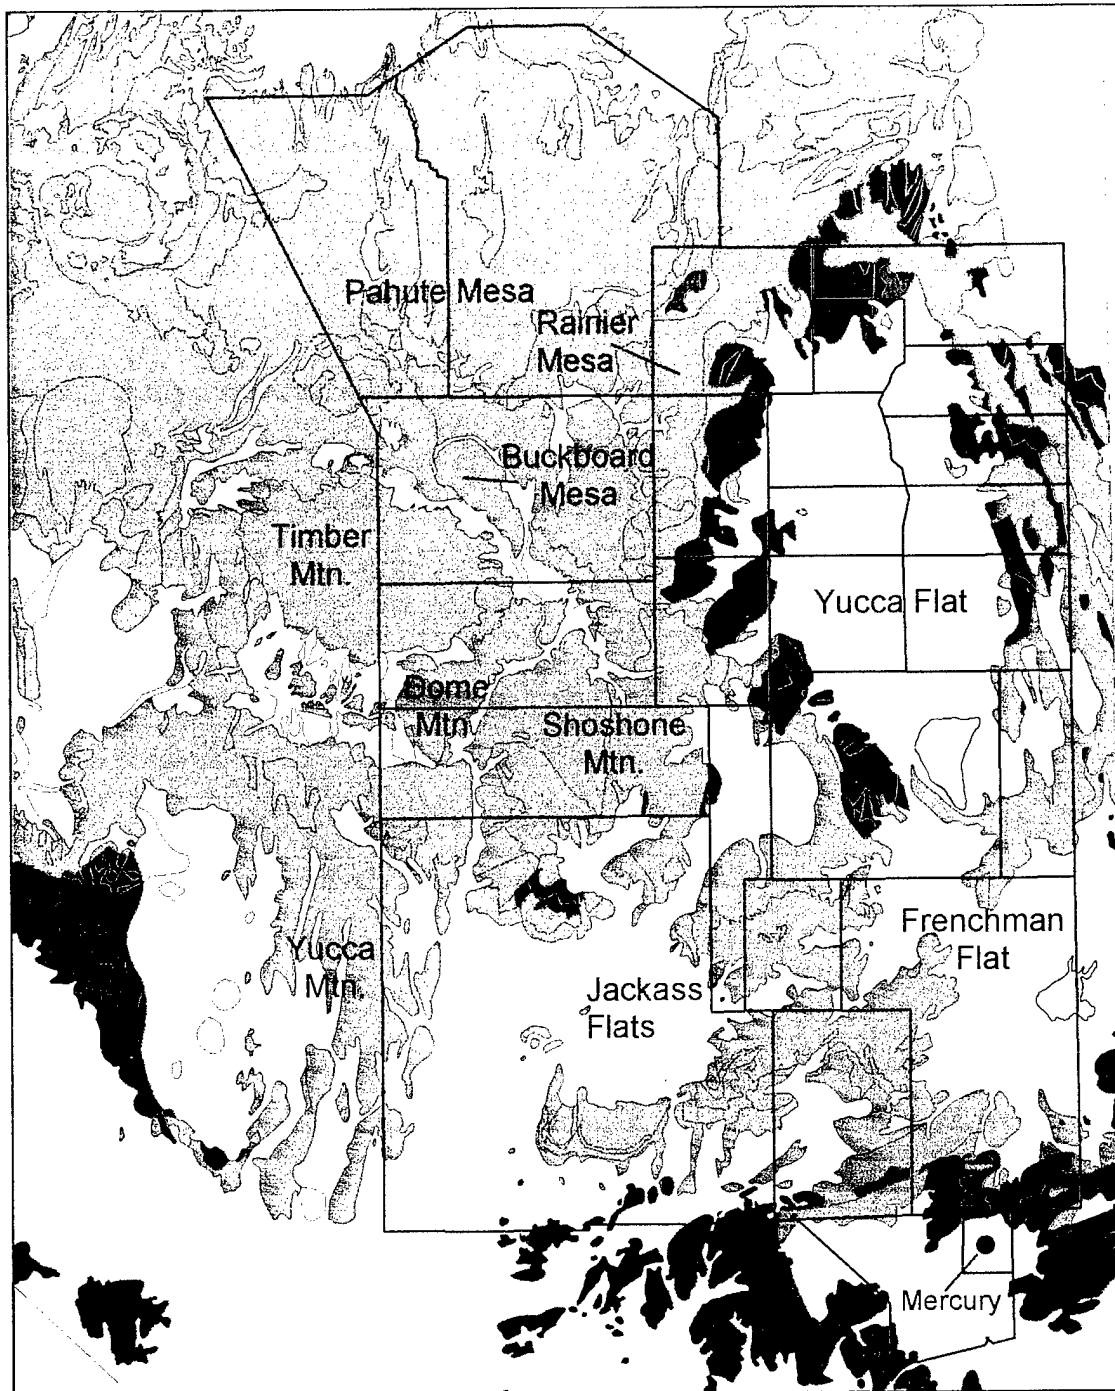 Pahute Mesa
Rainier
Mesa
Buckboard
Mesa
Timber
Mtn.
Yucca Flat
Dome
Mtn.
Shoshone
Mtn.
Frenchman
Flat
Yucca
Mtn.
Jackass
Flats
Mercury